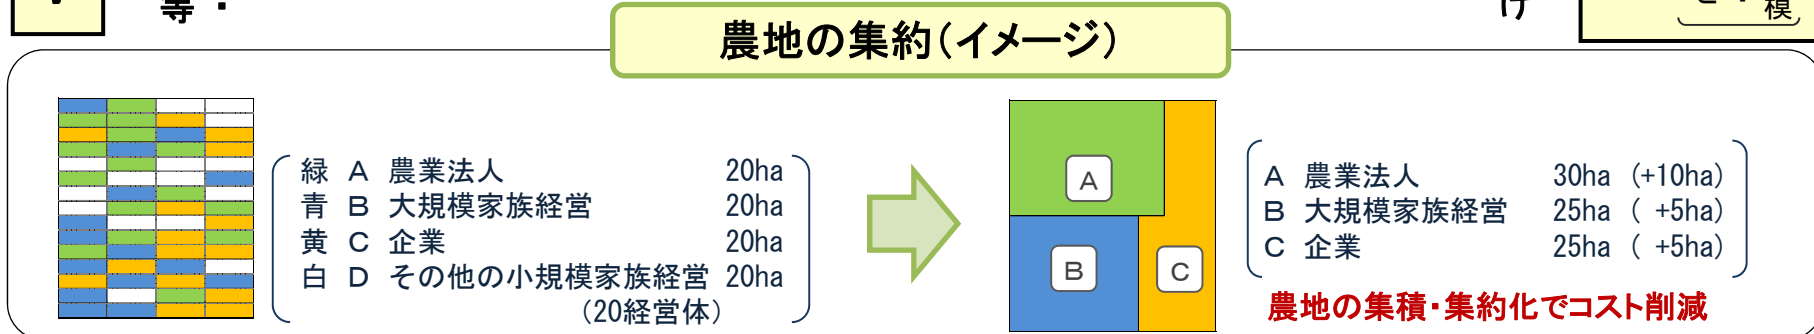 等・
け
模
農地の集約(イメージ)
緑 A 農業法人 20ha
青 B 大規模家族経営 20ha
黄 C 企業 20ha
白 D その他の小規模家族経営 20ha
(20経営体)
A
B
C
A 農業法人 30ha (+10ha)
B 大規模家族経営 25ha ( +5ha)
C 企業 25ha ( +5ha)
農地の集積・集約化でコスト削減